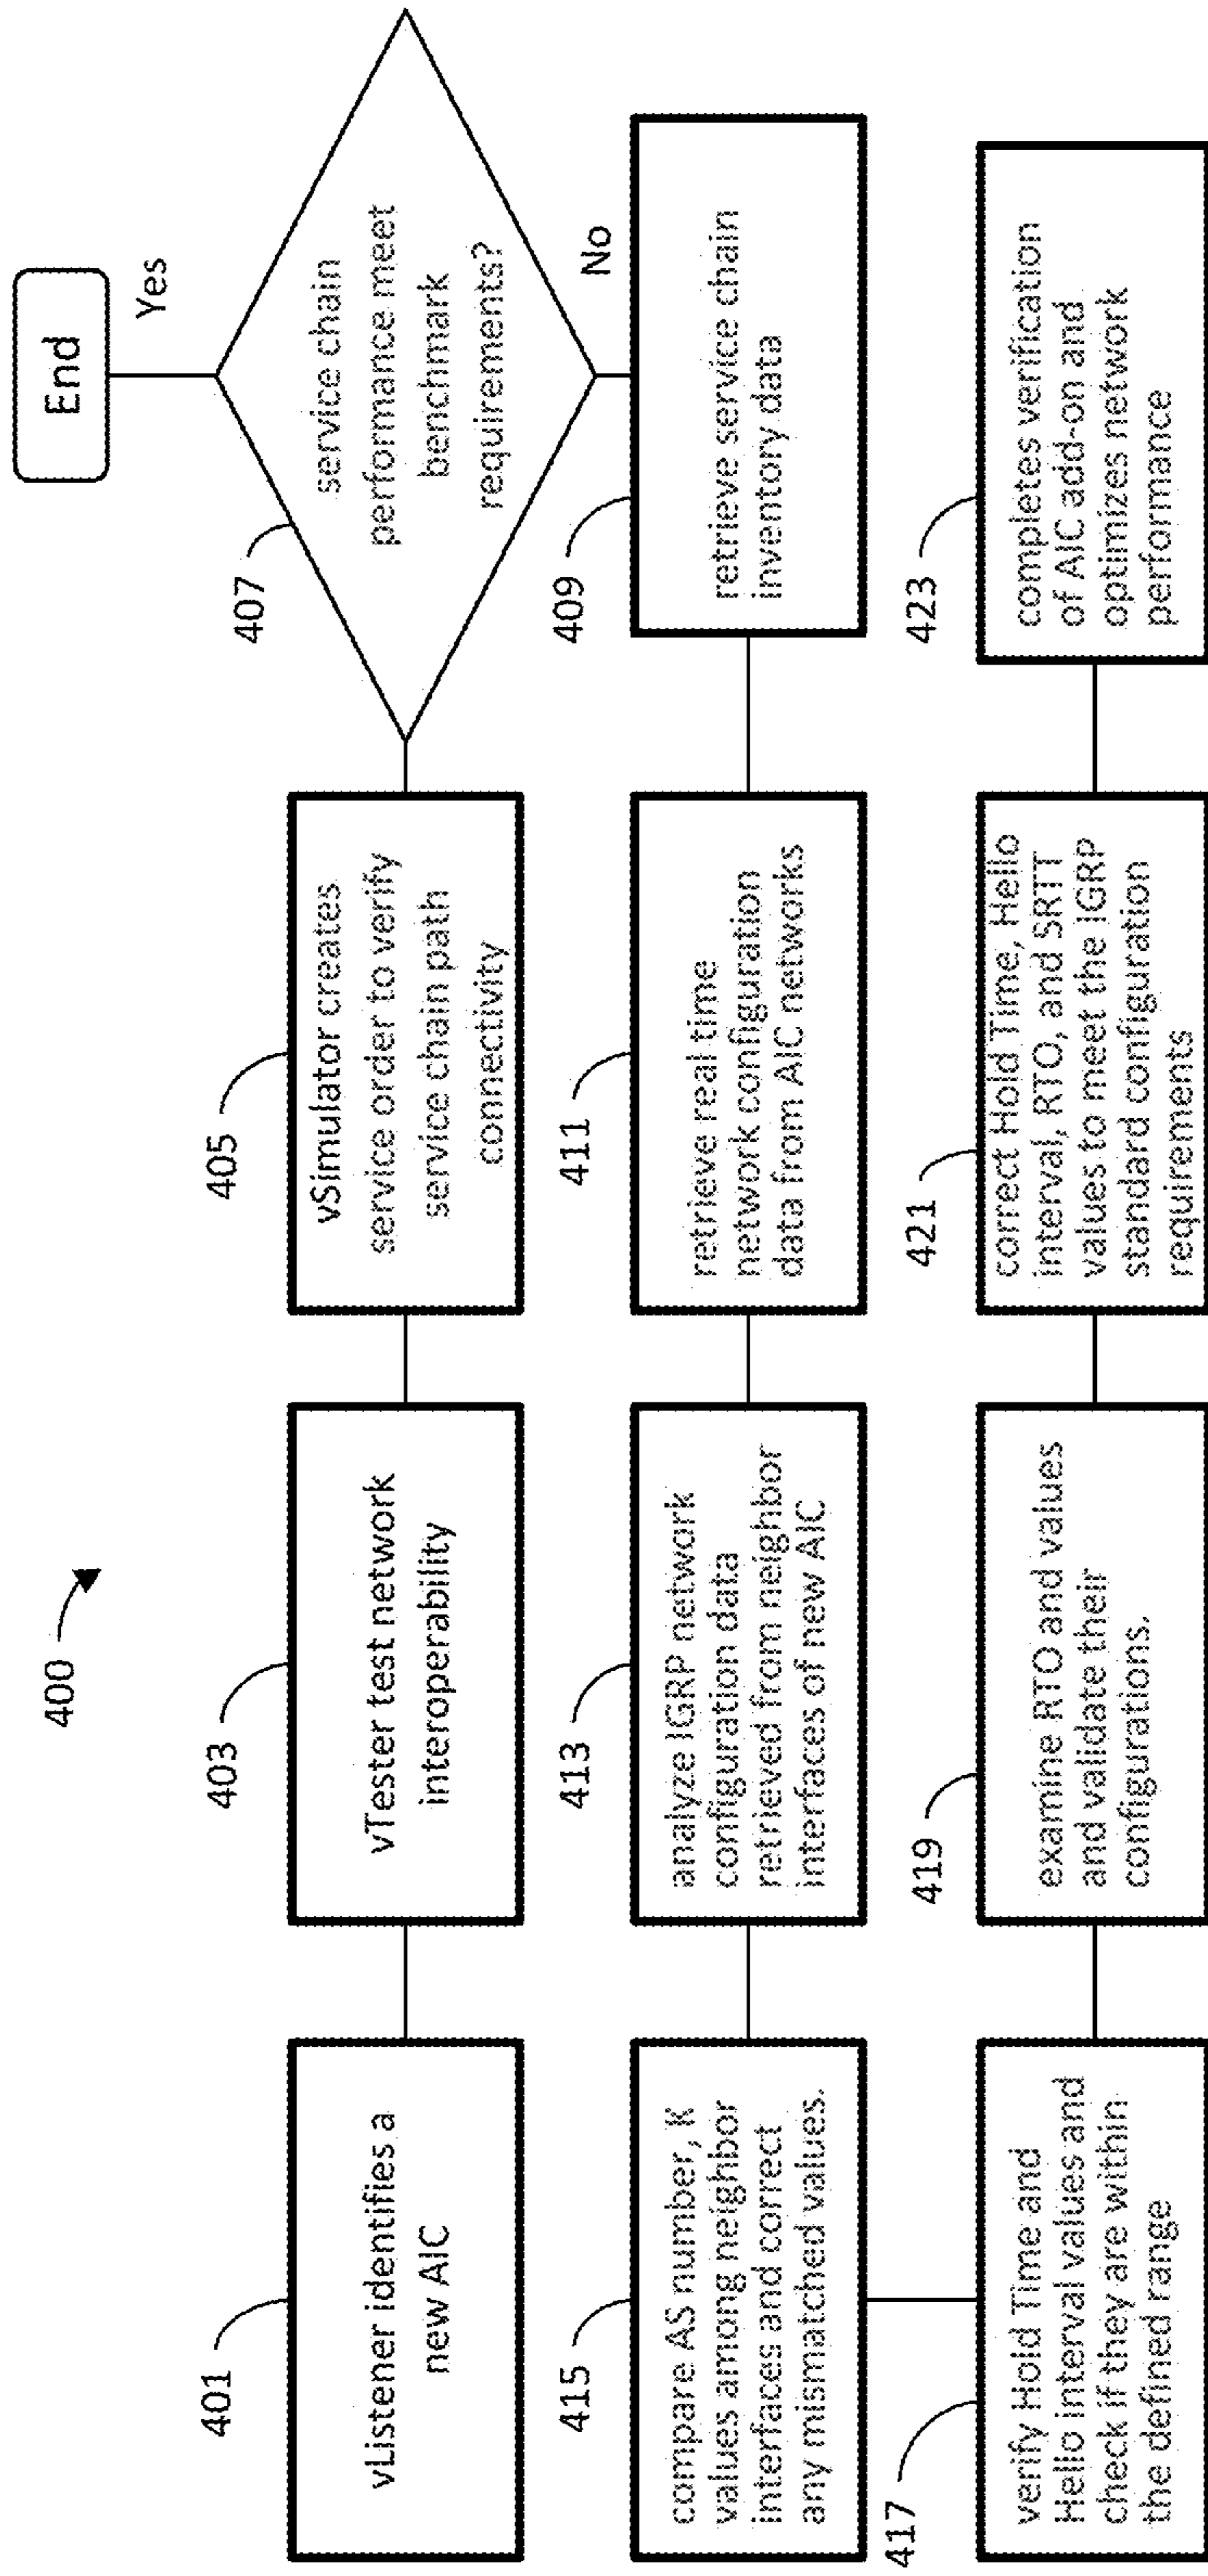 400
End
Yes
401
vListener identifies a
new AIC
403
vTester test network
interoperability
405
vSimulator creates
service order to verify
service chain path
connectivity
407
service chain
performance meet
benchmark
requirements?
No
409
retrieve service chain
inventory data
411
retrieve real time
network configuration
data from AIC networks
413
analyze IGRP network
configuration data
retrieved from neighbor
interfaces of new AIC
415
compare AS number, K
values among neighbor
interfaces and correct
any mismatched values.
417
verify Hold Time and
Hello interval values and
check if they are within
the defined range
419
examine RTO and values
and validate their
configurations.
421
correct Hold Time, Hello
interval, RTO, and SRTT
values to meet the IGRP
standard configuration
requirements
423
completes verification
of AIC add-on and
optimizes network
performance